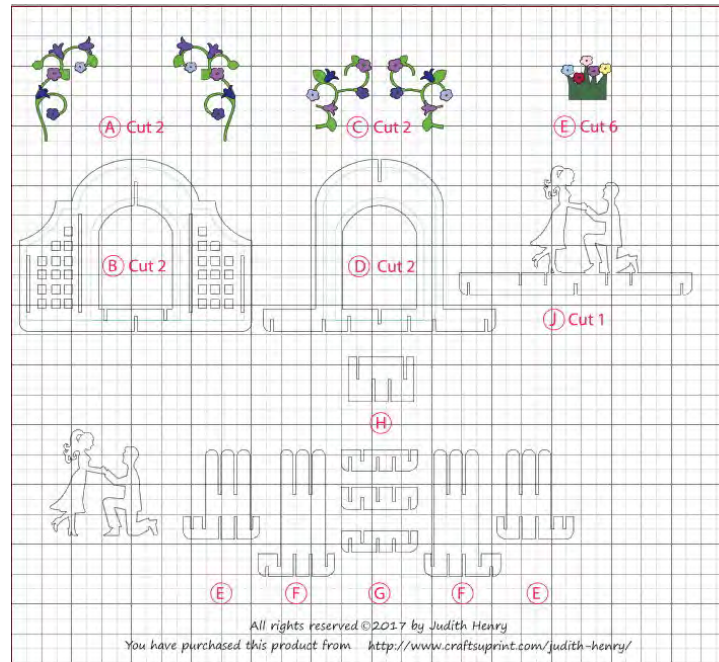 A Cut 2
C Cut 2
E Cut 6
B Cut 2
D Cut 2
J Cut 1
H
E
F
G
F
E
All rights reserved ©2017 by Judith Henry
You have purchased this product from http://www.craftsuprint.com/judith-henry/